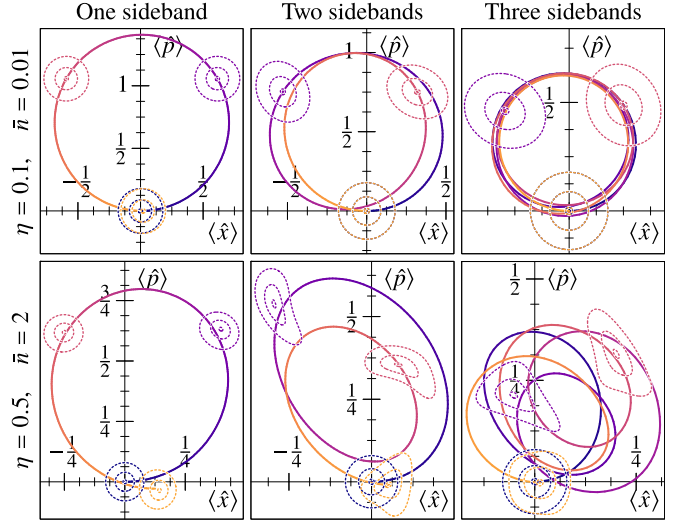 One sideband Two sidebands Three sidebands
η = 0.1, n̄ = 0.01
⟨p̂⟩
1
1/2
−1/2 1/2
⟨x̂⟩
⟨p̂⟩
1
1/2
−1/2 1/2
⟨x̂⟩
⟨p̂⟩
1/2
⟨x̂⟩
η = 0.5, n̄ = 2
⟨p̂⟩
3/4
1/2
1/4
−1/4 1/4
⟨x̂⟩
⟨p̂⟩
1/2
1/4
−1/4
⟨x̂⟩
⟨p̂⟩
1/2
1/4
1/4
⟨x̂⟩